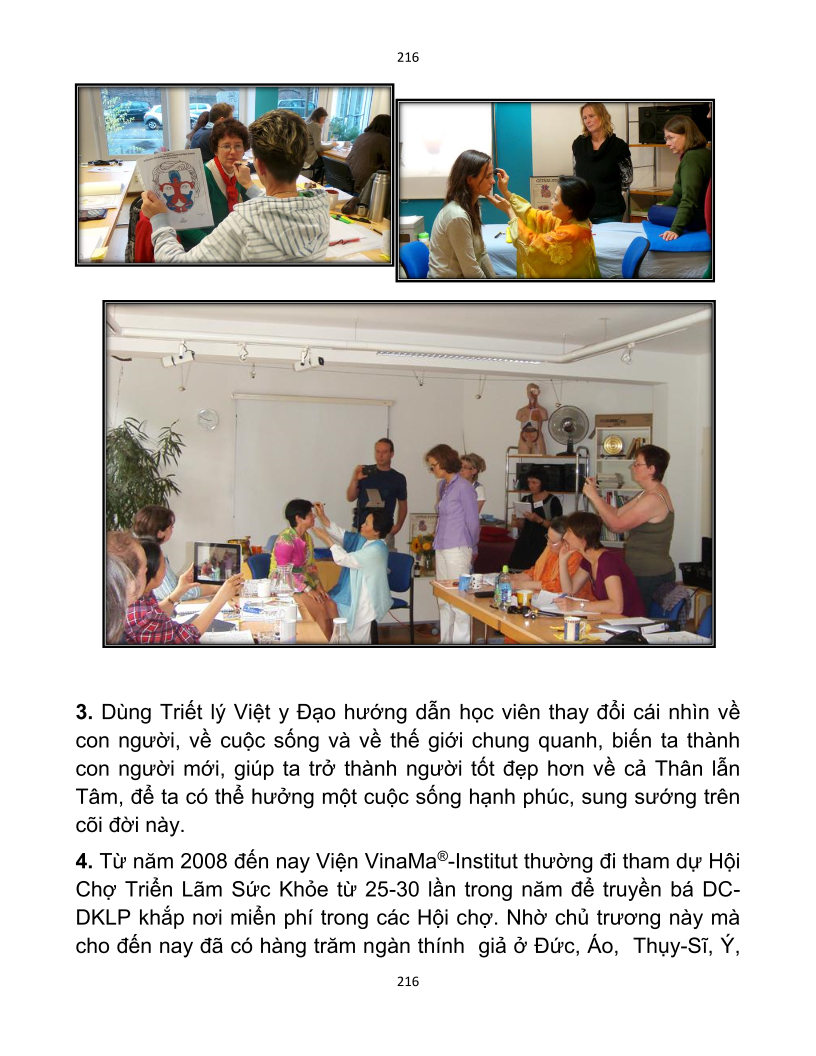 216
3. Dùng Triết lý Việt y Đạo hướng dẫn học viên thay đổi cái nhìn về
con người, về cuộc sống và về thế giới chung quanh, biến ta thành
con người mới, giúp ta trở thành người tốt đẹp hơn về cả Thân lẫn
Tâm, để ta có thể hưởng một cuộc sống hạnh phúc, sung sướng trên
cõi đời này.
4. Từ năm 2008 đến nay Viện VinaMa®-Institut thường đi tham dự Hội
Chợ Triển Lãm Sức Khỏe từ 25-30 lần trong năm để truyền bá DC-
DKLP khắp nơi miển phí trong các Hội chợ. Nhờ chủ trương này mà
cho đến nay đã có hàng trăm ngàn thính giả ở Đức, Áo, Thụy-Sĩ, Ý,
216